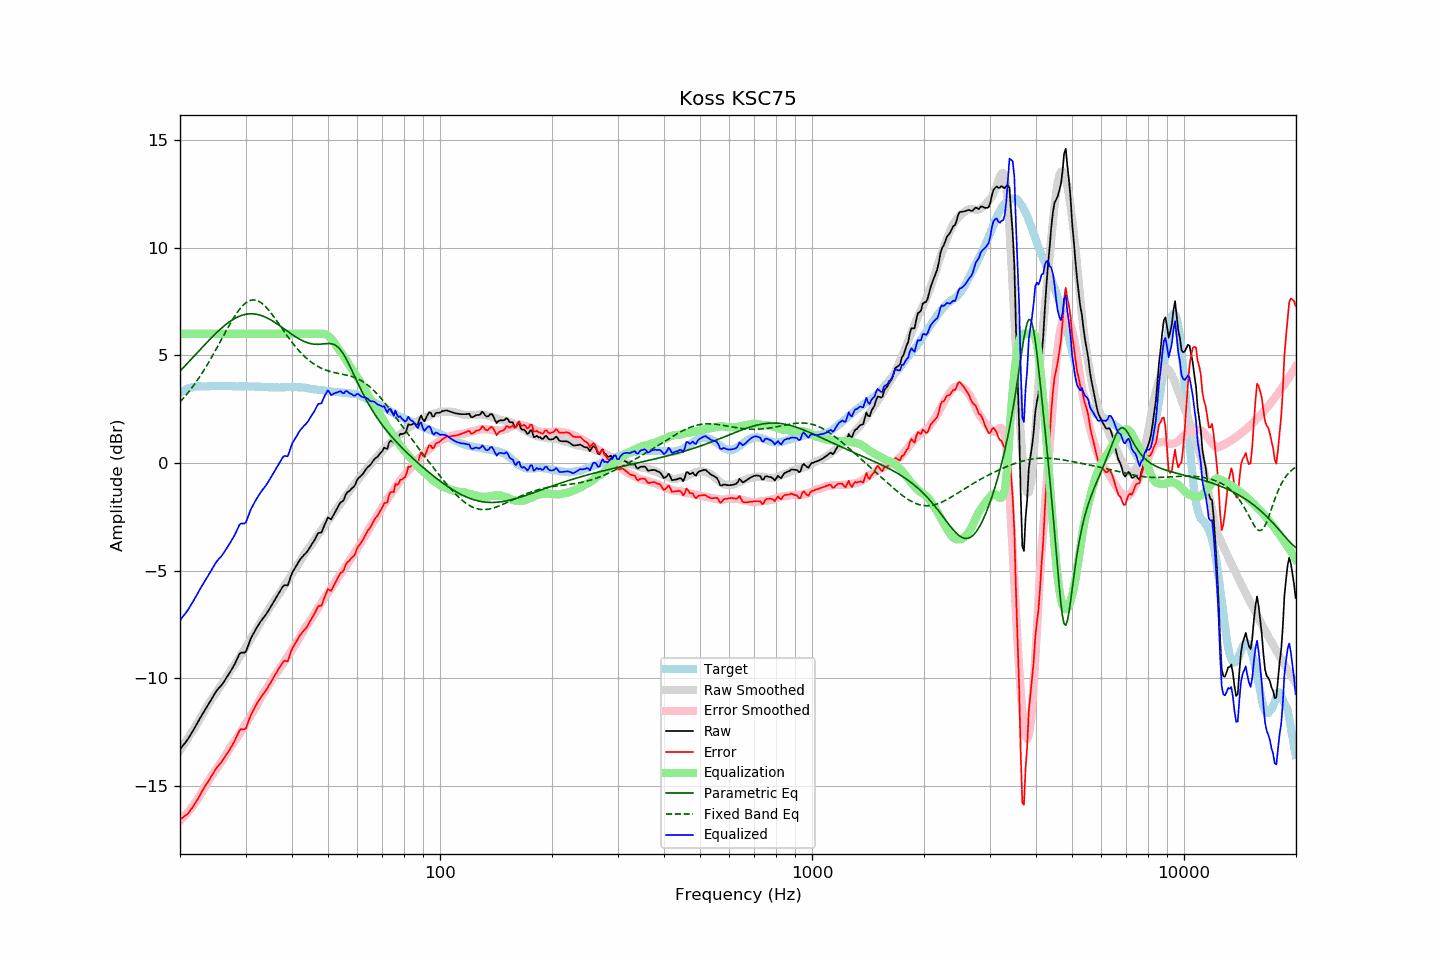 Koss KSC75
15
10
5
0
−5
−10
−15
Amplitude (dBr)
100
1000
10000
Frequency (Hz)
Target
Raw Smoothed
Error Smoothed
Raw
Error
Equalization
Parametric Eq
Fixed Band Eq
Equalized